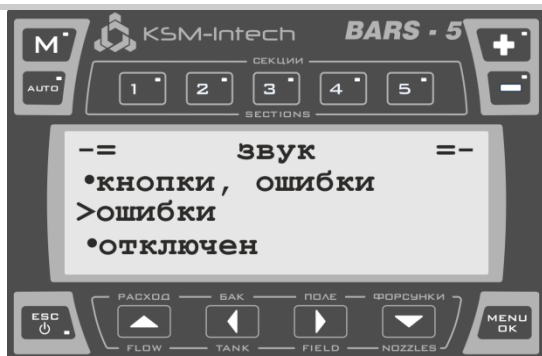 M
KSM-Intech
BARS - 5
+
AUTO
СЕКЦИИ
1 2 3 4 5
SECTIONS
-
-= звук =-
•кнопки, ошибки
>ошибки
•отключен
ESC
РАСХОД БАК ПОЛЕ ФОРСУНКИ
FLOW TANK FIELD NOZZLES
MENU
OK